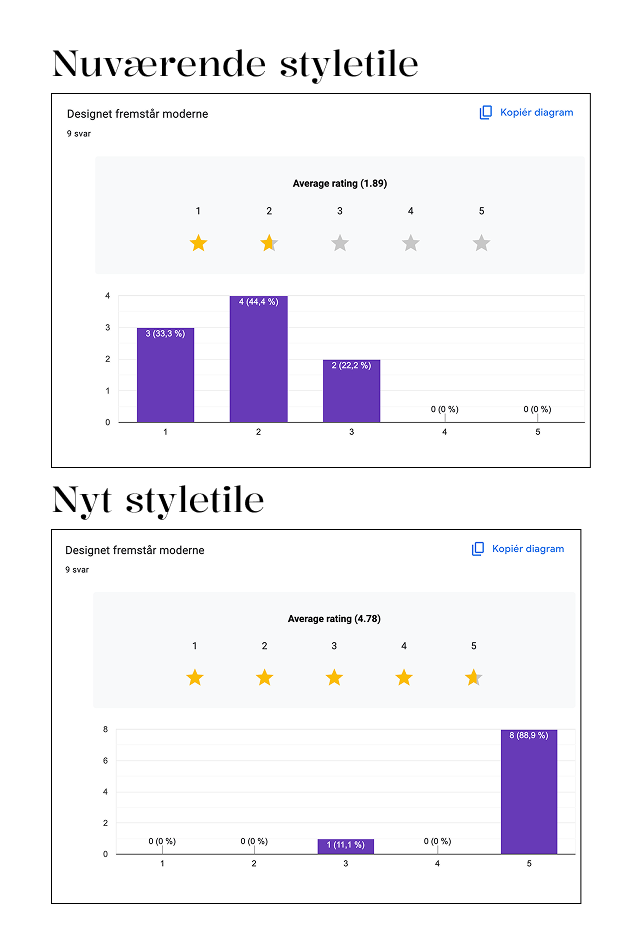 Nuværende styletile
Designet fremstår moderne
Kopiér diagram
9 svar
Average rating (1.89)
1 2 3 4 5
4
3
2
1
0
3 (33,3 %)
4 (44,4 %)
2 (22,2 %)
0 (0 %)
0 (0 %)
1 2 3 4 5
Nyt styletile
Designet fremstår moderne
Kopiér diagram
9 svar
Average rating (4.78)
1 2 3 4 5
8
6
4
2
0
0 (0 %)
0 (0 %)
1 (11,1 %)
0 (0 %)
8 (88,9 %)
1 2 3 4 5